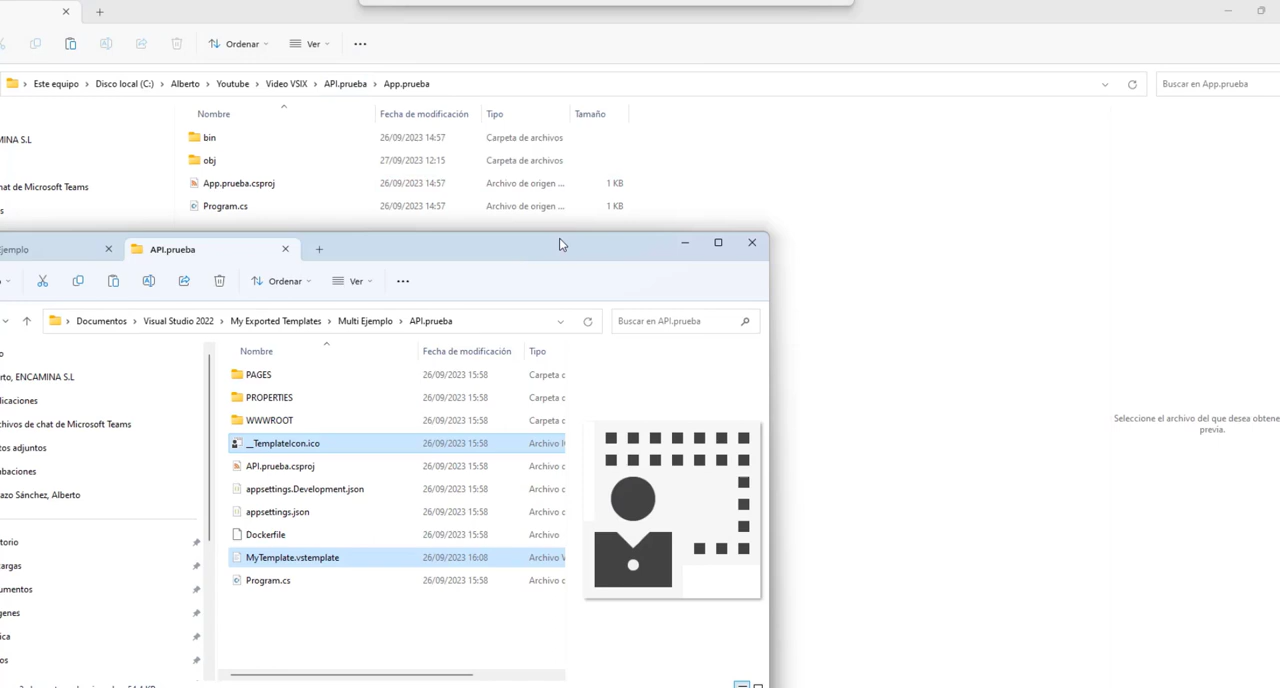 Ordenar
Ver
Este equipo > Disco local (C:) > Alberto > Youtube > Video VSIX > API.prueba > App.prueba
Buscar en App.prueba
Nombre Fecha de modificación Tipo Tamaño
bin 26/09/2023 14:57 Carpeta de archivos
obj 27/09/2023 12:15 Carpeta de archivos
App.prueba.csproj 26/09/2023 14:57 Archivo de origen ... 1 KB
Program.cs 26/09/2023 14:57 Archivo de origen ... 1 KB
MINA S.L
hat de Microsoft Teams
s
Ejemplo
API.prueba
Ordenar
Ver
Documentos > Visual Studio 2022 > My Exported Templates > Multi Ejemplo > API.prueba
Buscar en API.prueba
Nombre Fecha de modificación Tipo
PAGES 26/09/2023 15:58 Carpeta c
PROPERTIES 26/09/2023 15:58 Carpeta c
WWWROOT 26/09/2023 15:58 Carpeta c
__TemplateIcon.ico 26/09/2023 15:58 Archivo I
API.prueba.csproj 26/09/2023 15:58 Archivo c
appsettings.Development.json 26/09/2023 15:58 Archivo c
appsettings.json 26/09/2023 15:58 Archivo c
Dockerfile 26/09/2023 15:58 Archivo
MyTemplate.vstemplate 26/09/2023 16:08 Archivo V
Program.cs 26/09/2023 15:58 Archivo c
o
erto, ENCAMINA S.L
licaciones
chivos de chat de Microsoft Teams
tos adjuntos
baciones
azo Sánchez, Alberto
torio
cargas
umentos
genes
ica
os
Seleccione el archivo del que desea obtene
previa.